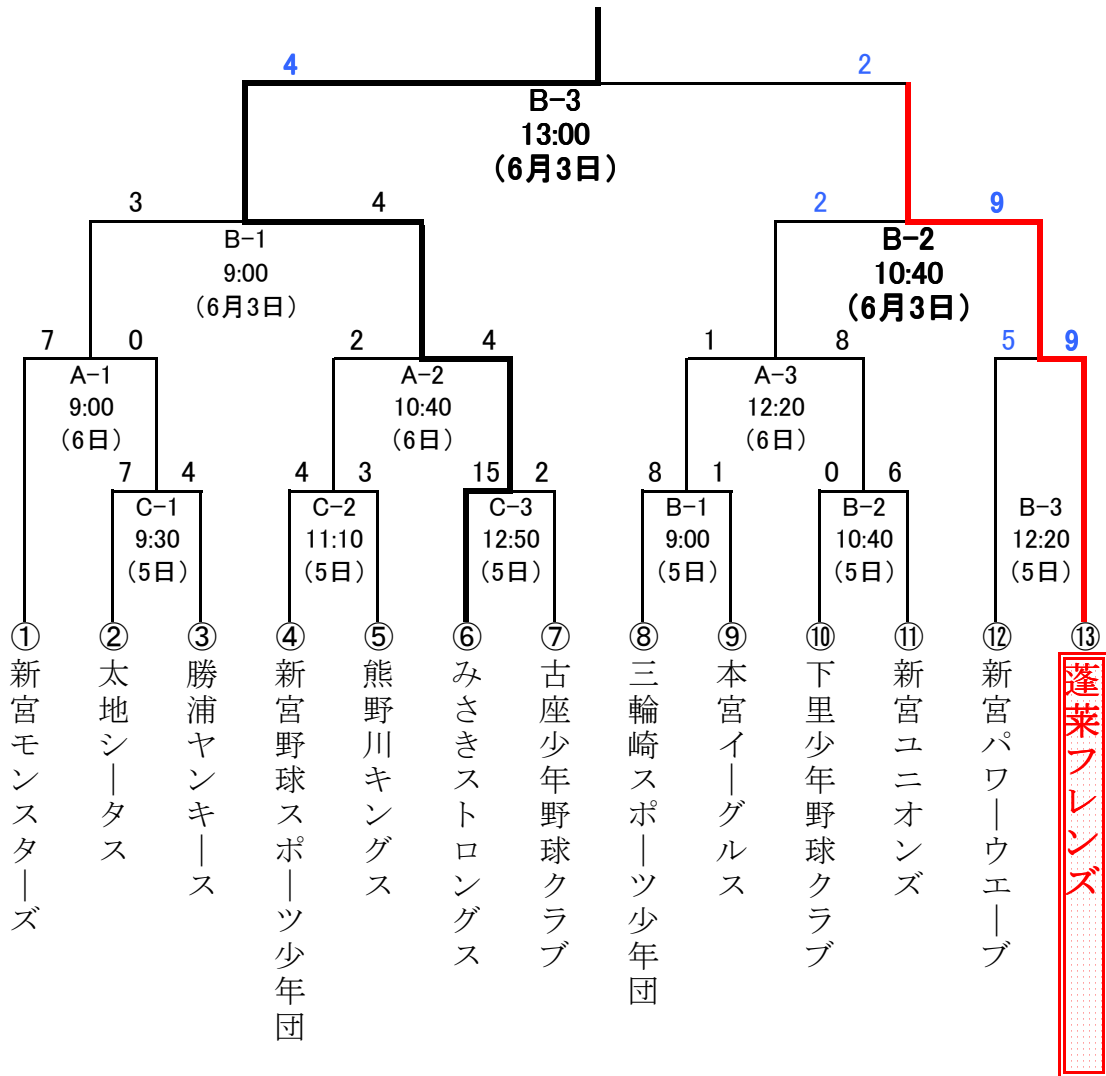 4 2
B-3
13:00
(6月3日)
3 4 2 9
B-1
9:00
(6月3日)
B-2
10:40
(6月3日)
7 0 2 4 1 8 5 9
A-1
9:00
(6日)
A-2
10:40
(6日)
A-3
12:20
(6日)
7 4 4 3 15 2 8 1 0 6
C-1
9:30
(5日)
C-2
11:10
(5日)
C-3
12:50
(5日)
B-1
9:00
(5日)
B-2
10:40
(5日)
B-3
12:20
(5日)
①新宮モンスターズ
②太地シータス
③勝浦ヤンキース
④新宮野球スポーツ少年団
⑤熊野川キングス
⑥みさきストロングス
⑦古座少年野球クラブ
⑧三輪崎スポーツ少年団
⑨本宮イーグルス
⑩下里少年野球クラブ
⑪新宮ユニオンズ
⑫新宮パワーウエーブ
⑬蓬莱フレンズ